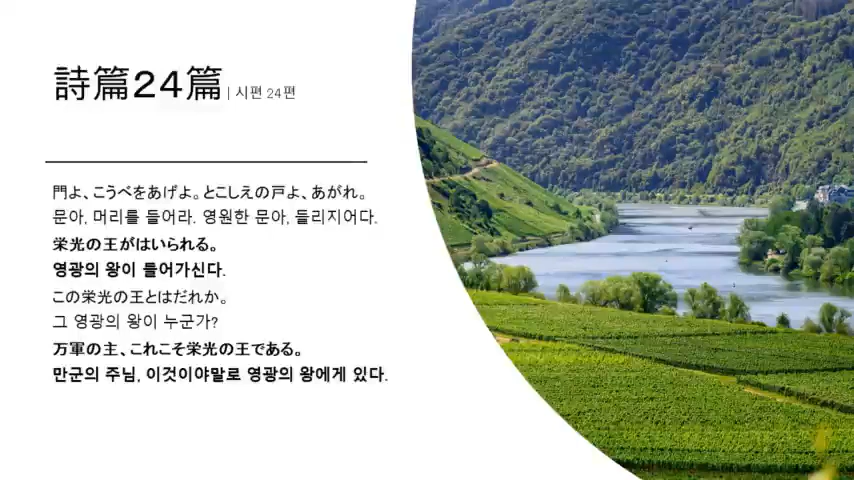 詩篇24篇 | 시편 24편
門よ、こうべをあげよ。とこしえの戸よ、あがれ。
문아, 머리를 들어라. 영원한 문아, 들리지어다.
栄光の王がはいられる。
영광의 왕이 들어가신다.
この栄光の王とはだれか。
그 영광의 왕이 누군가?
万軍の主、これこそ栄光の王である。
만군의 주님, 이것이야말로 영광의 왕에게 있다.